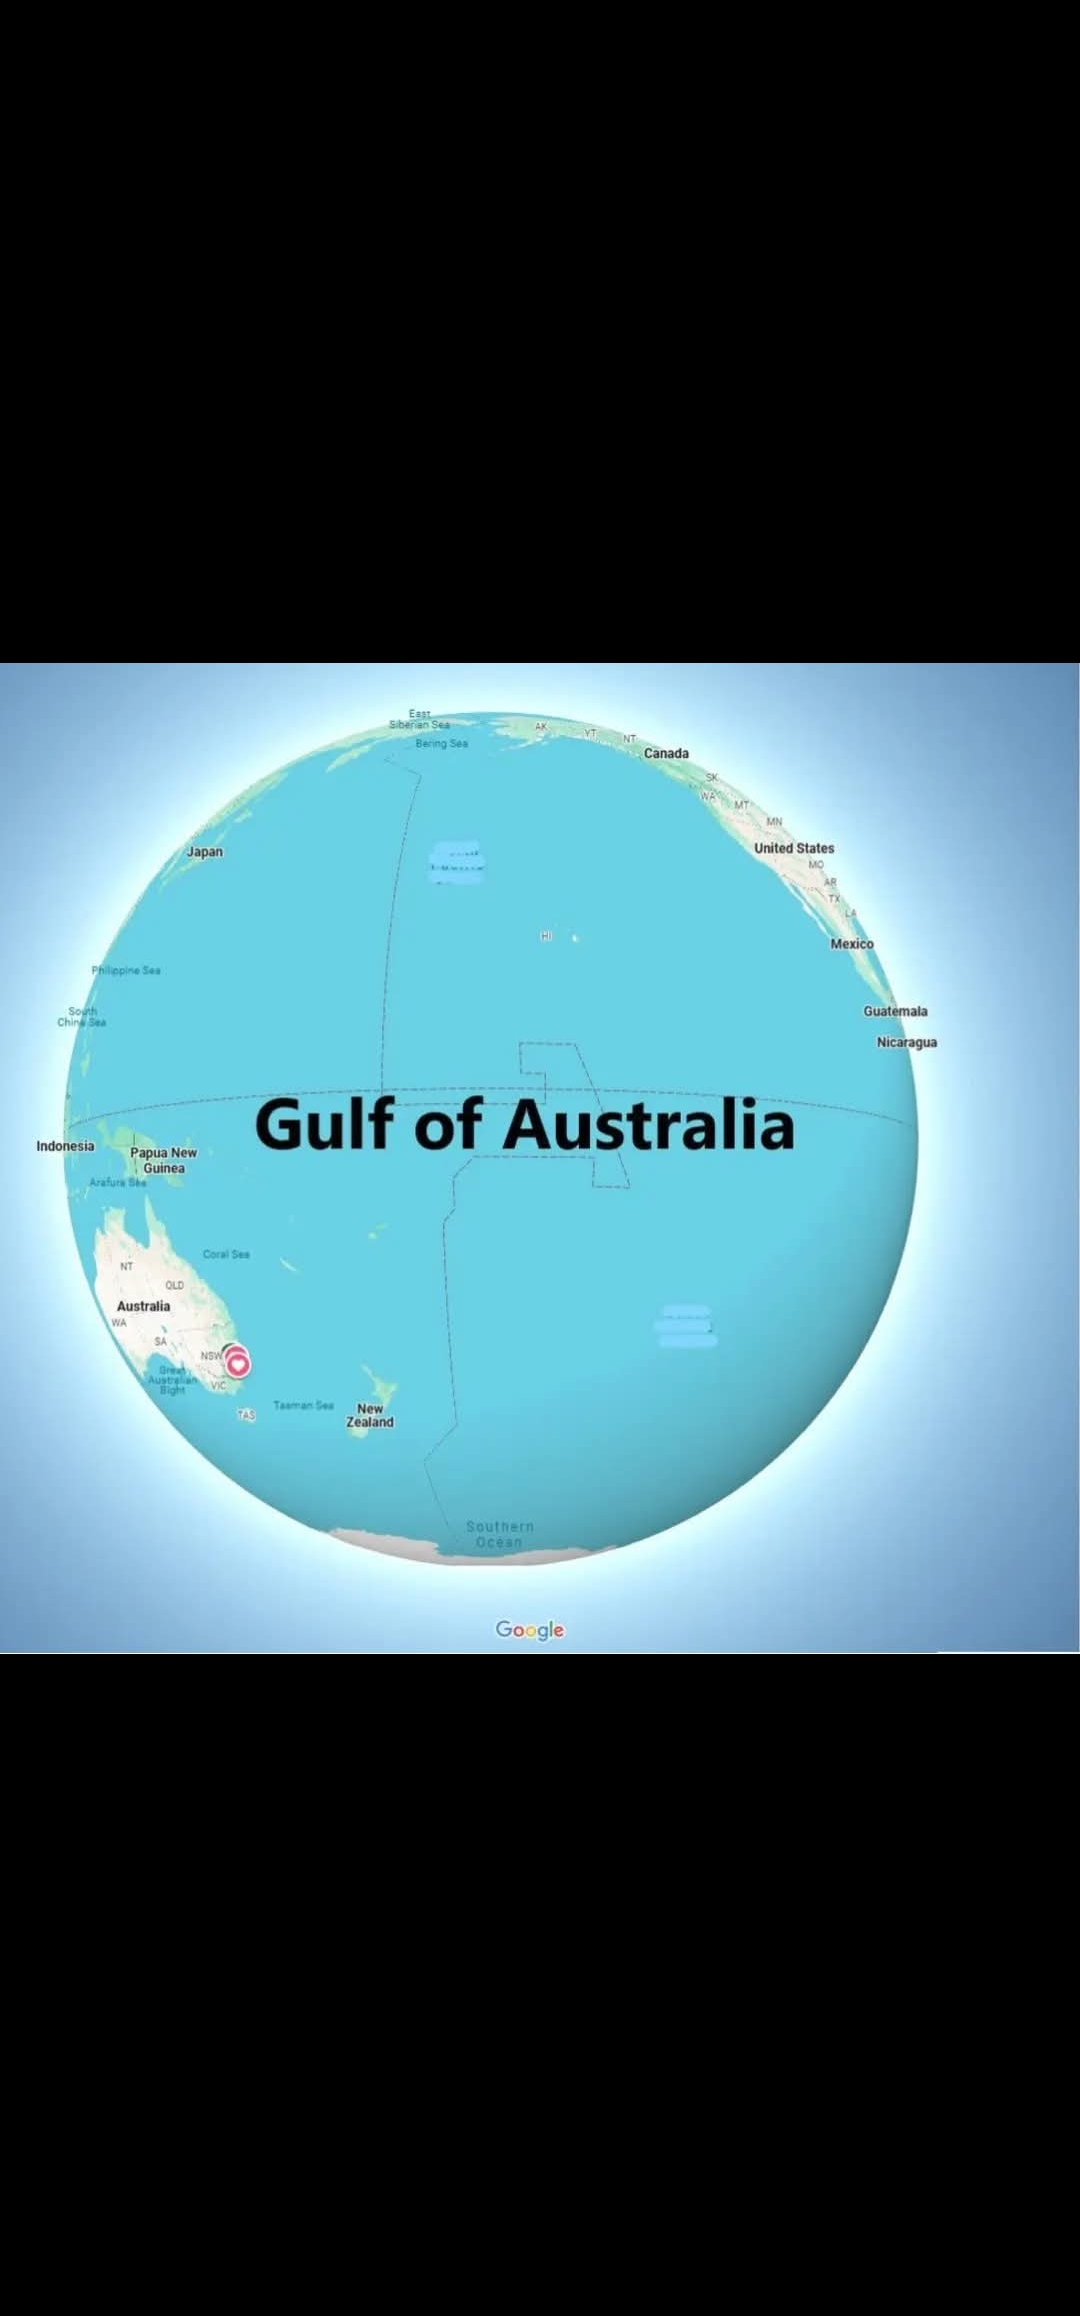 East
Siberian Sea
Bering Sea
AK
YT
NT
Canada
SK
WA
MT
MN
United States
MO
AR
TX
LA
Japan
HI
Mexico
Philippine Sea
South
China Sea
Guatemala
Nicaragua
Gulf of Australia
Indonesia
Papua New
Guinea
Arafura Sea
Coral Sea
NT
QLD
Australia
WA
SA
NSW
Great
Australian
Bight
VIC
TAS
Tasman Sea
New
Zealand
Southern
Ocean
Google